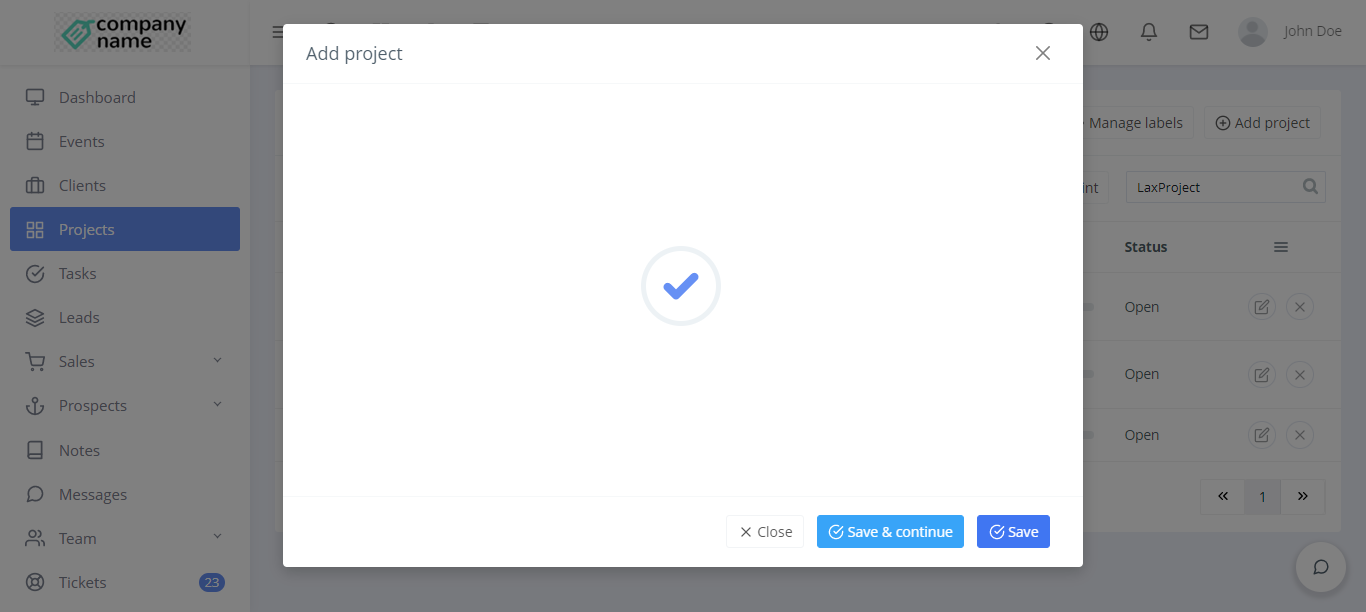 company
name
John Doe
Add project
Dashboard
Events
Clients
Projects
Tasks
Leads
Sales
Prospects
Notes
Messages
Team
Tickets
23
Manage labels
Add project
LaxProject
Status
Open
Open
Open
«
1
»
Close
Save & continue
Save